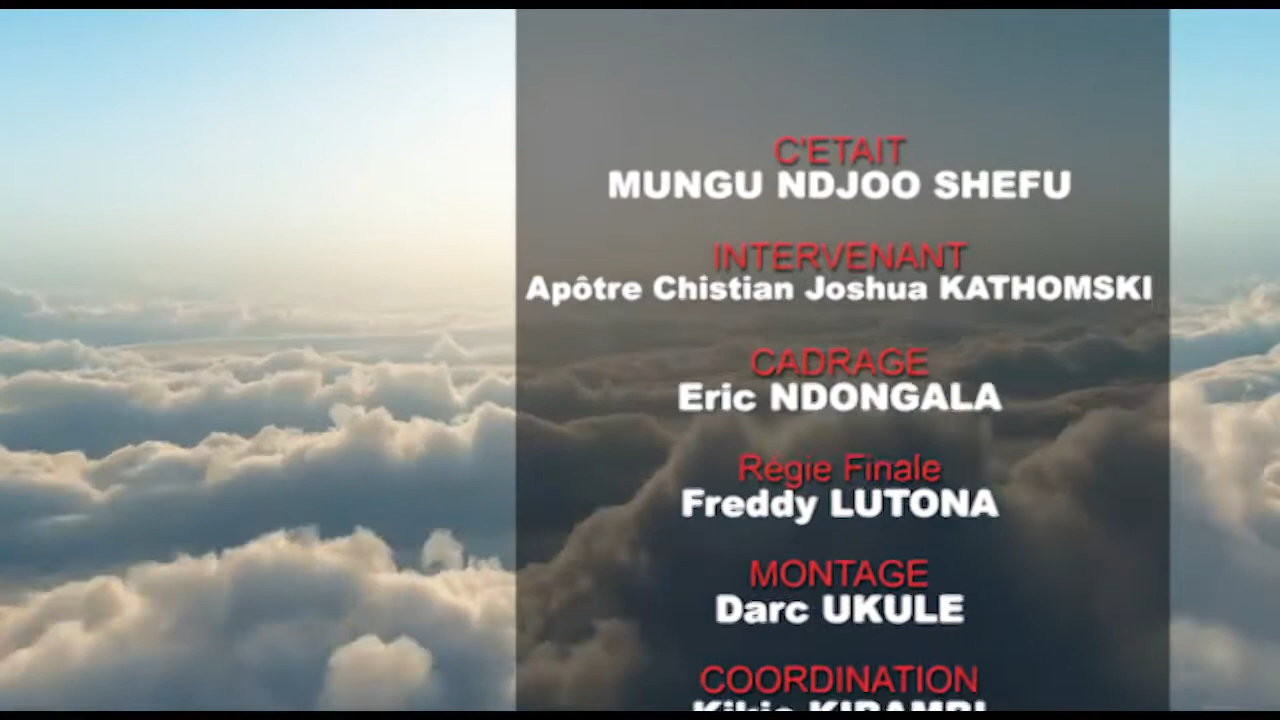 C'ETAIT
MUNGU NDJOO SHEFU
INTERVENANT
Apôtre Chistian Joshua KATHOMSKI
CADRAGE
Eric NDONGALA
Régie Finale
Freddy LUTONA
MONTAGE
Darc UKULE
COORDINATION